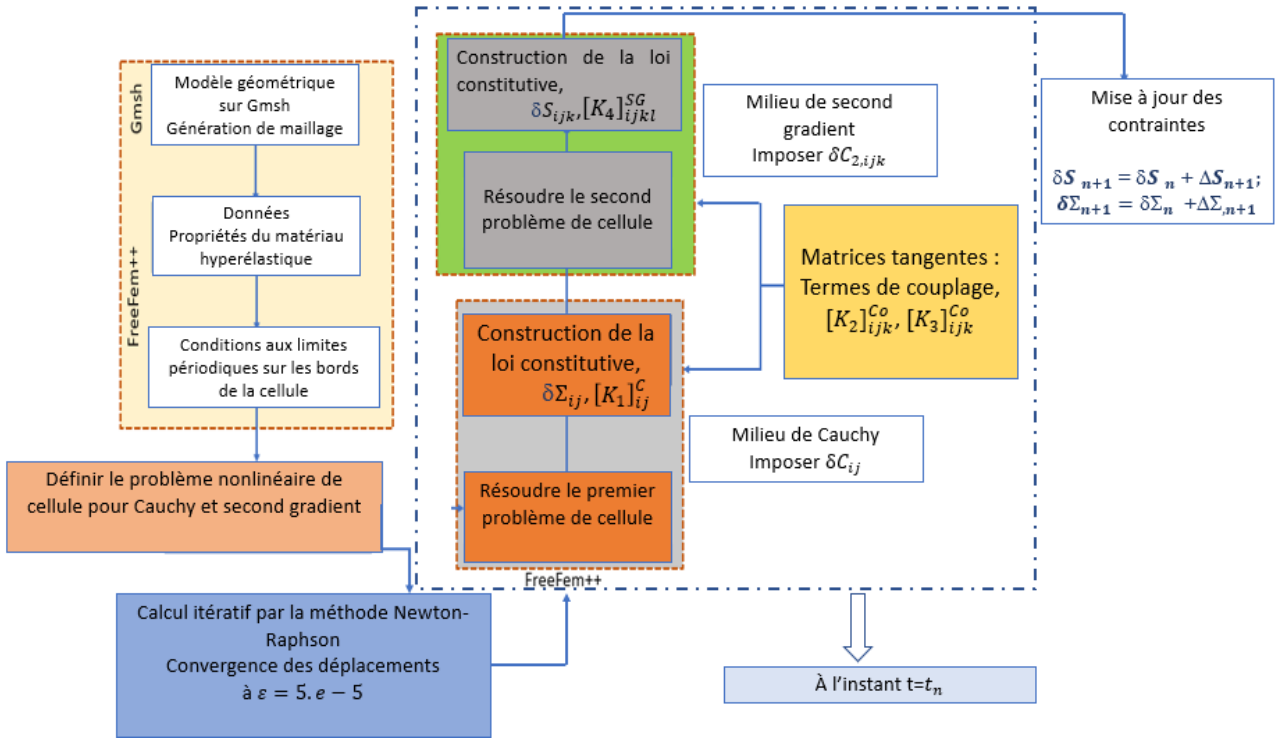 Gmsh
FreeFem++
Modèle géométrique
sur Gmsh
Génération de maillage
Données
Propriétés du matériau
hyperélastique
Conditions aux limites
périodiques sur les bords
de la cellule
Définir le problème nonlinéaire de
cellule pour Cauchy et second gradient
Calcul itératif par la méthode Newton-
Raphson
Convergence des déplacements
à ε = 5. e − 5
Construction de la loi
constitutive,
δS_{ijk},[K_4]^{SG}_{ijkl}
Résoudre le second
problème de cellule
Construction de la
loi constitutive,
δΣ_{ij}, [K_1]^{C}_{ij}
Résoudre le premier
problème de cellule
FreeFem++
Milieu de second
gradient
Imposer δC_{2,ijk}
Matrices tangentes :
Termes de couplage,
[K_2]^{Co}_{ijk}, [K_3]^{Co}_{ijk}
Milieu de Cauchy
Imposer δC_{ij}
Mise à jour des
contraintes
δS_{n+1} = δS_n + ΔS_{n+1};
δΣ_{n+1} = δΣ_n +ΔΣ_{,n+1}
À l’instant t=t_n